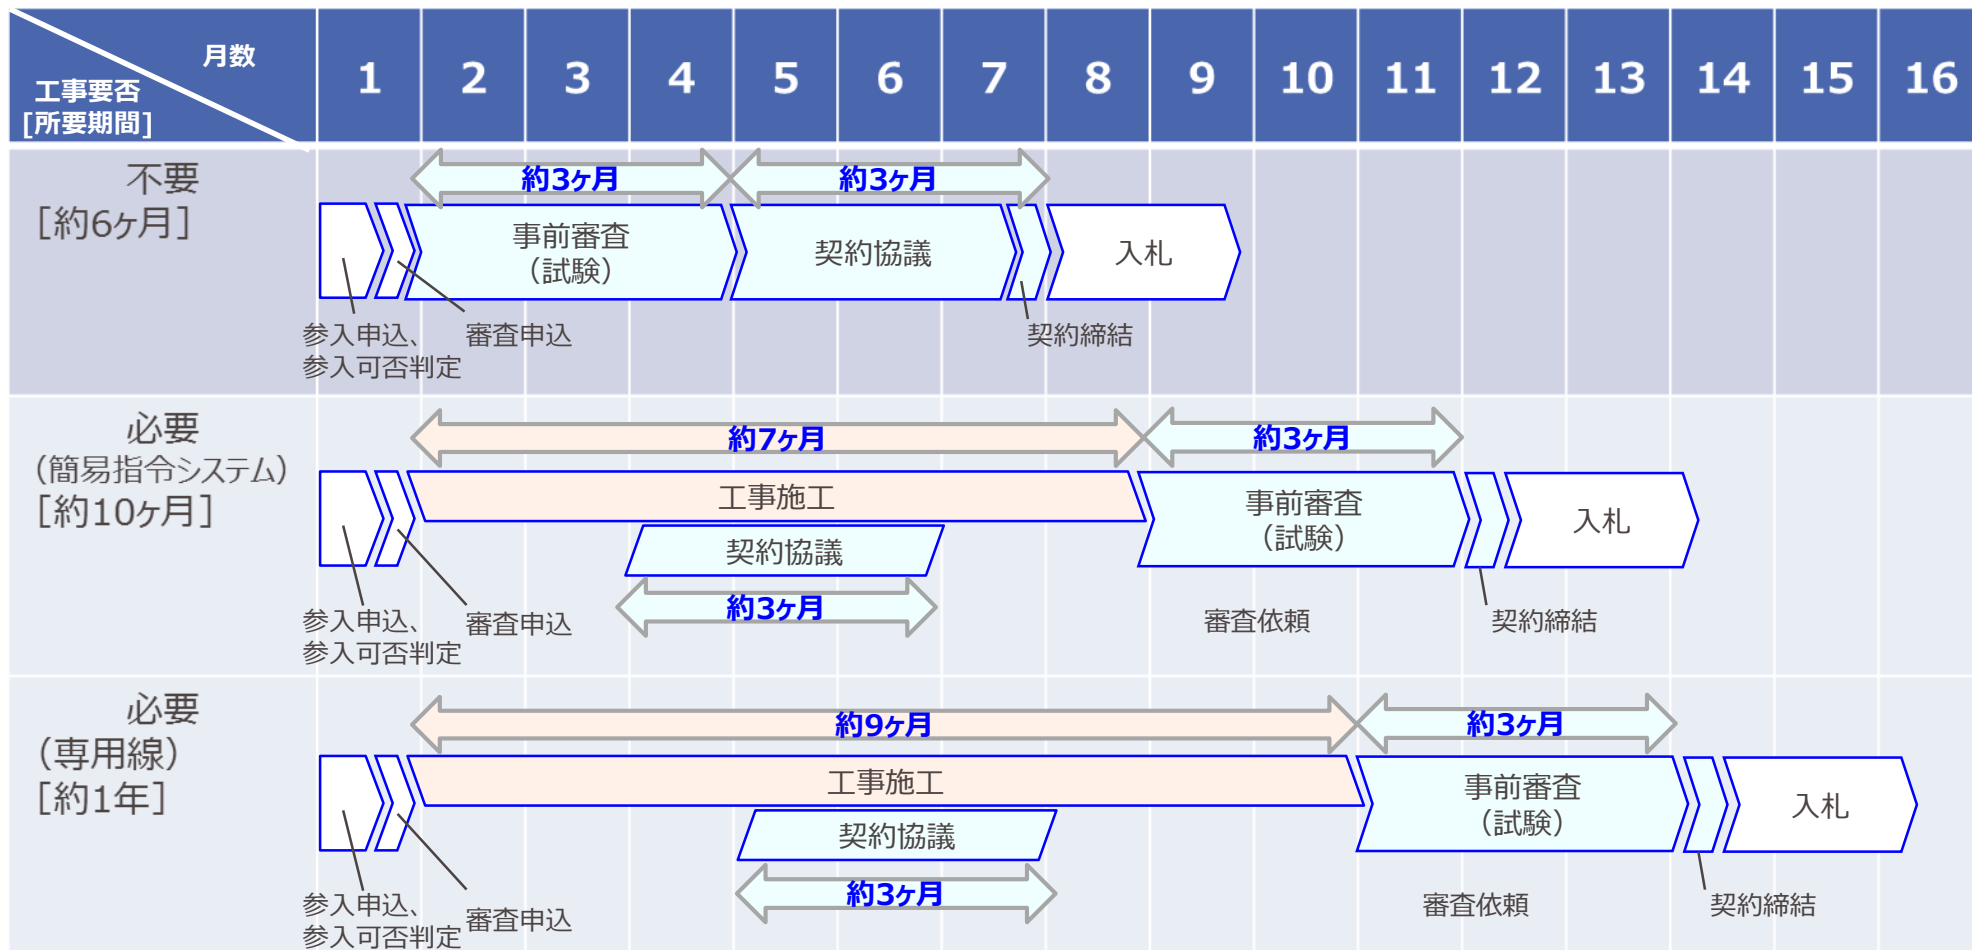 月数
工事要否
[所要期間]
1 2 3 4 5 6 7 8 9 10 11 12 13 14 15 16
不要
[約6ヶ月]
約3ヶ月
約3ヶ月
事前審査
（試験）
契約協議
入札
参入申込、
参入可否判定
審査申込
契約締結
必要
（簡易指令システム）
[約10ヶ月]
約7ヶ月
約3ヶ月
工事施工
契約協議
約3ヶ月
事前審査
（試験）
入札
参入申込、
参入可否判定
審査申込
審査依頼
契約締結
必要
（専用線）
[約1年]
約9ヶ月
約3ヶ月
工事施工
契約協議
約3ヶ月
事前審査
（試験）
入札
参入申込、
参入可否判定
審査申込
審査依頼
契約締結